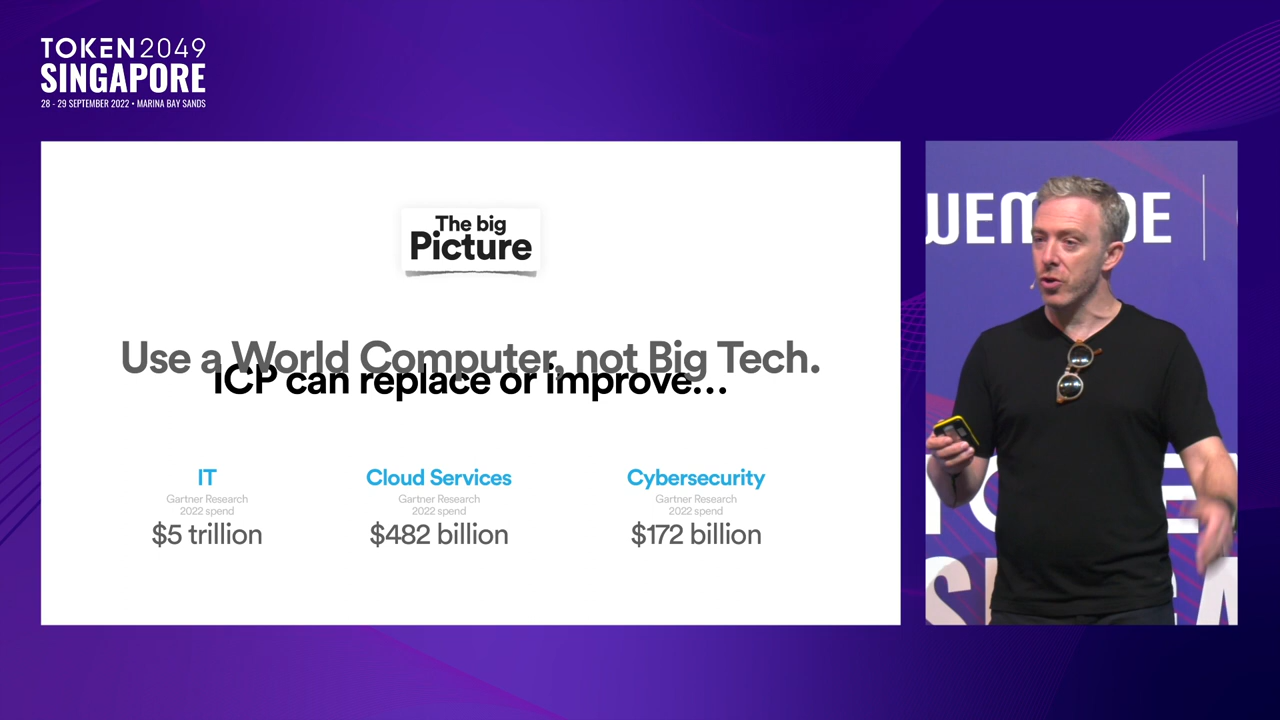 TOKEN2049
SINGAPORE
28 - 29 SEPTEMBER 2022 • MARINA BAY SANDS
The big
Picture
Use a World Computer, not Big Tech.
ICP can replace or improve...
IT
Gartner Research
2022 spend
$5 trillion
Cloud Services
Gartner Research
2022 spend
$482 billion
Cybersecurity
Gartner Research
2022 spend
$172 billion